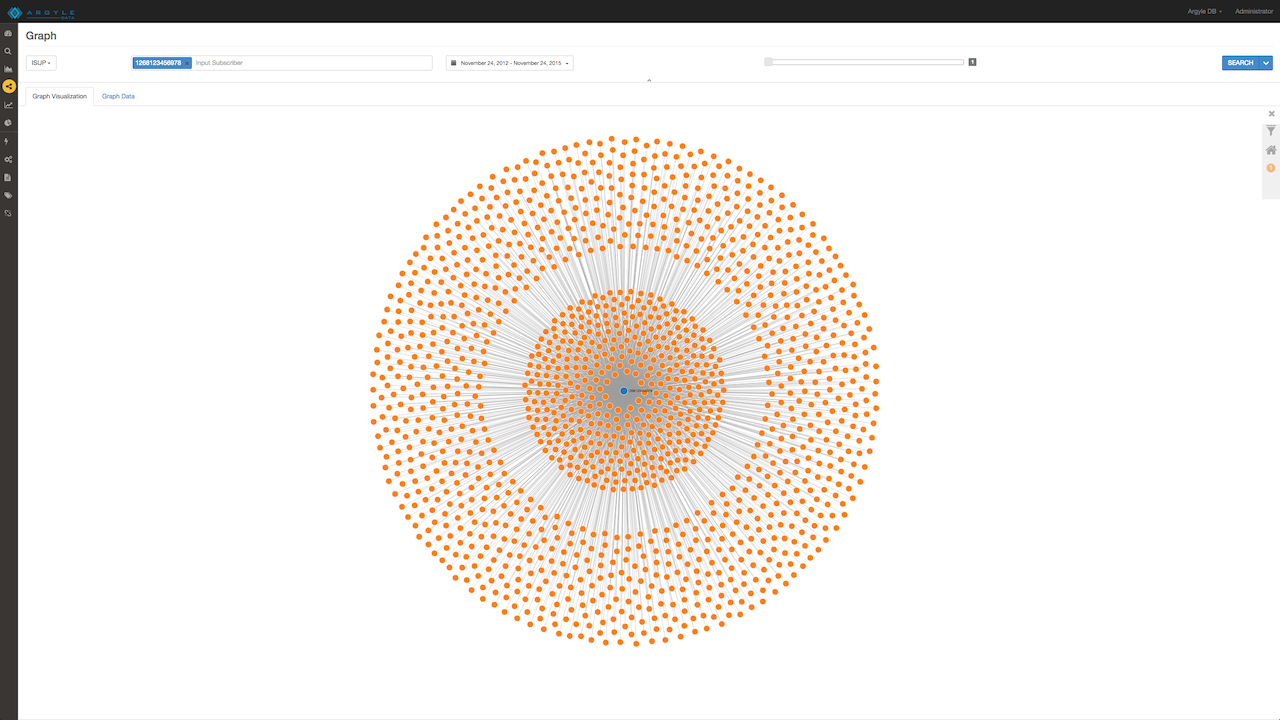 ARGYLE
DATA
Argyle DB
Administrator
Graph
ISUP
1268123456978 × Input Subscriber
November 24, 2012 - November 24, 2015
1
SEARCH
Graph Visualization
Graph Data